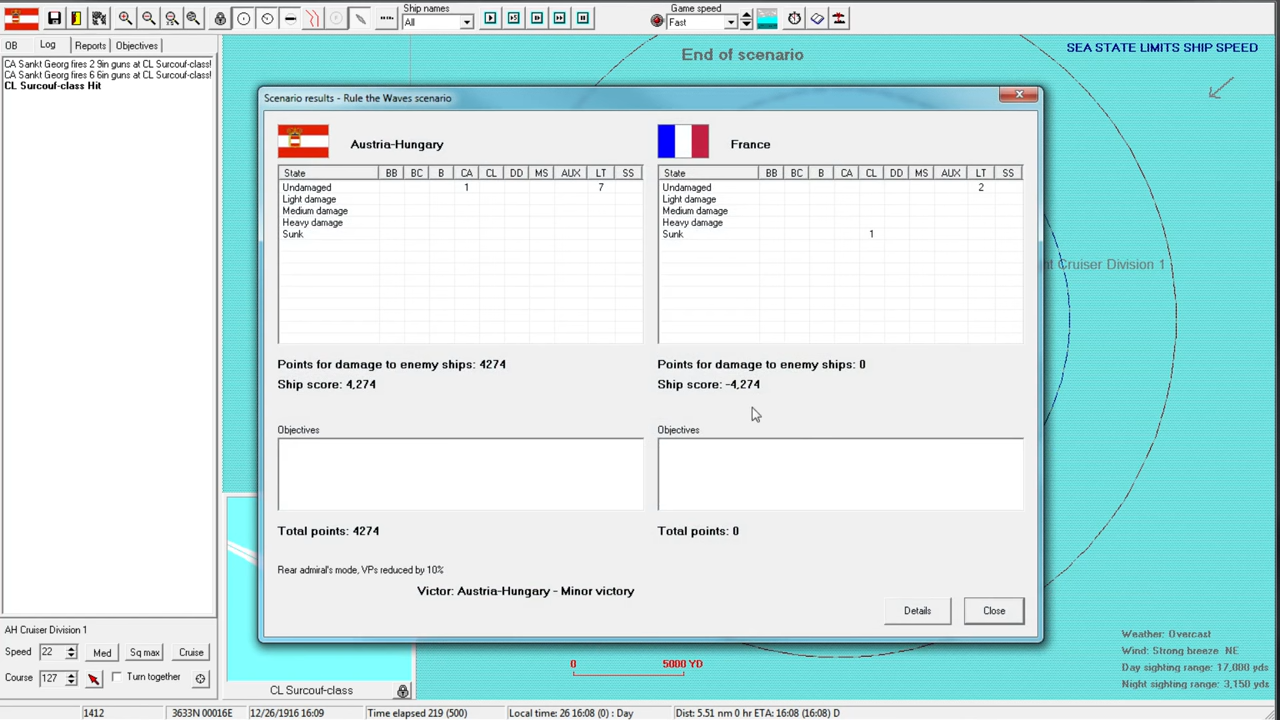 Ship names
All
Game speed
Fast
OB Log Reports Objectives
CA Sankt Georg fires 2 9in guns at CL Surcouf-class!
CA Sankt Georg fires 6 6in guns at CL Surcouf-class!
CL Surcouf-class Hit
End of scenario
SEA STATE LIMITS SHIP SPEED
Scenario results - Rule the Waves scenario
Austria-Hungary
State BB BC B CA CL DD MS AUX LT SS
Undamaged 1 7
Light damage
Medium damage
Heavy damage
Sunk
Points for damage to enemy ships: 4274
Ship score: 4,274
Objectives
Total points: 4274
France
State BB BC B CA CL DD MS AUX LT SS
Undamaged 2
Light damage
Medium damage
Heavy damage
Sunk 1
Points for damage to enemy ships: 0
Ship score: -4,274
Objectives
Total points: 0
Rear admiral's mode, VPs reduced by 10%
Victor: Austria-Hungary - Minor victory
Details
Close
ht Cruiser Division 1
AH Cruiser Division 1
Speed 22 Med Sq max Cruise
Course 127 Turn together
CL Surcouf-class
0 5000 YD
Weather: Overcast
Wind: Strong breeze NE
Day sighting range: 17,000 yds
Night sighting range: 3,150 yds
1412 3633N 00016E 12/26/1916 16:09 Time elapsed 219 (500) Local time: 26 16:08 (0) : Day Dist: 5.51 nm 0 hr ETA: 16:08 (16:08) D